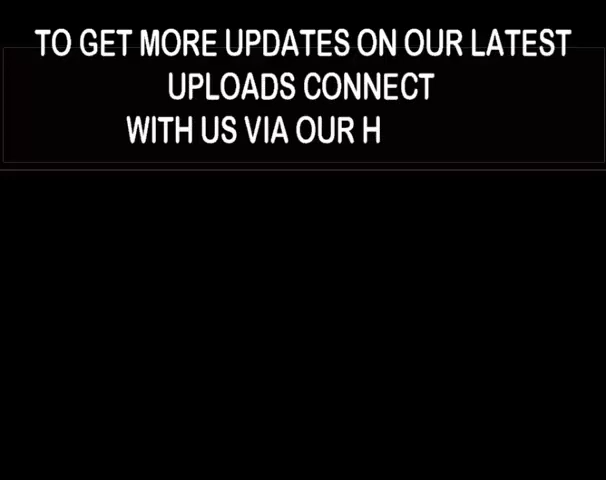 TO GET MORE UPDATES ON OUR LATEST
UPLOADS CONNECT
WITH US VIA OUR H